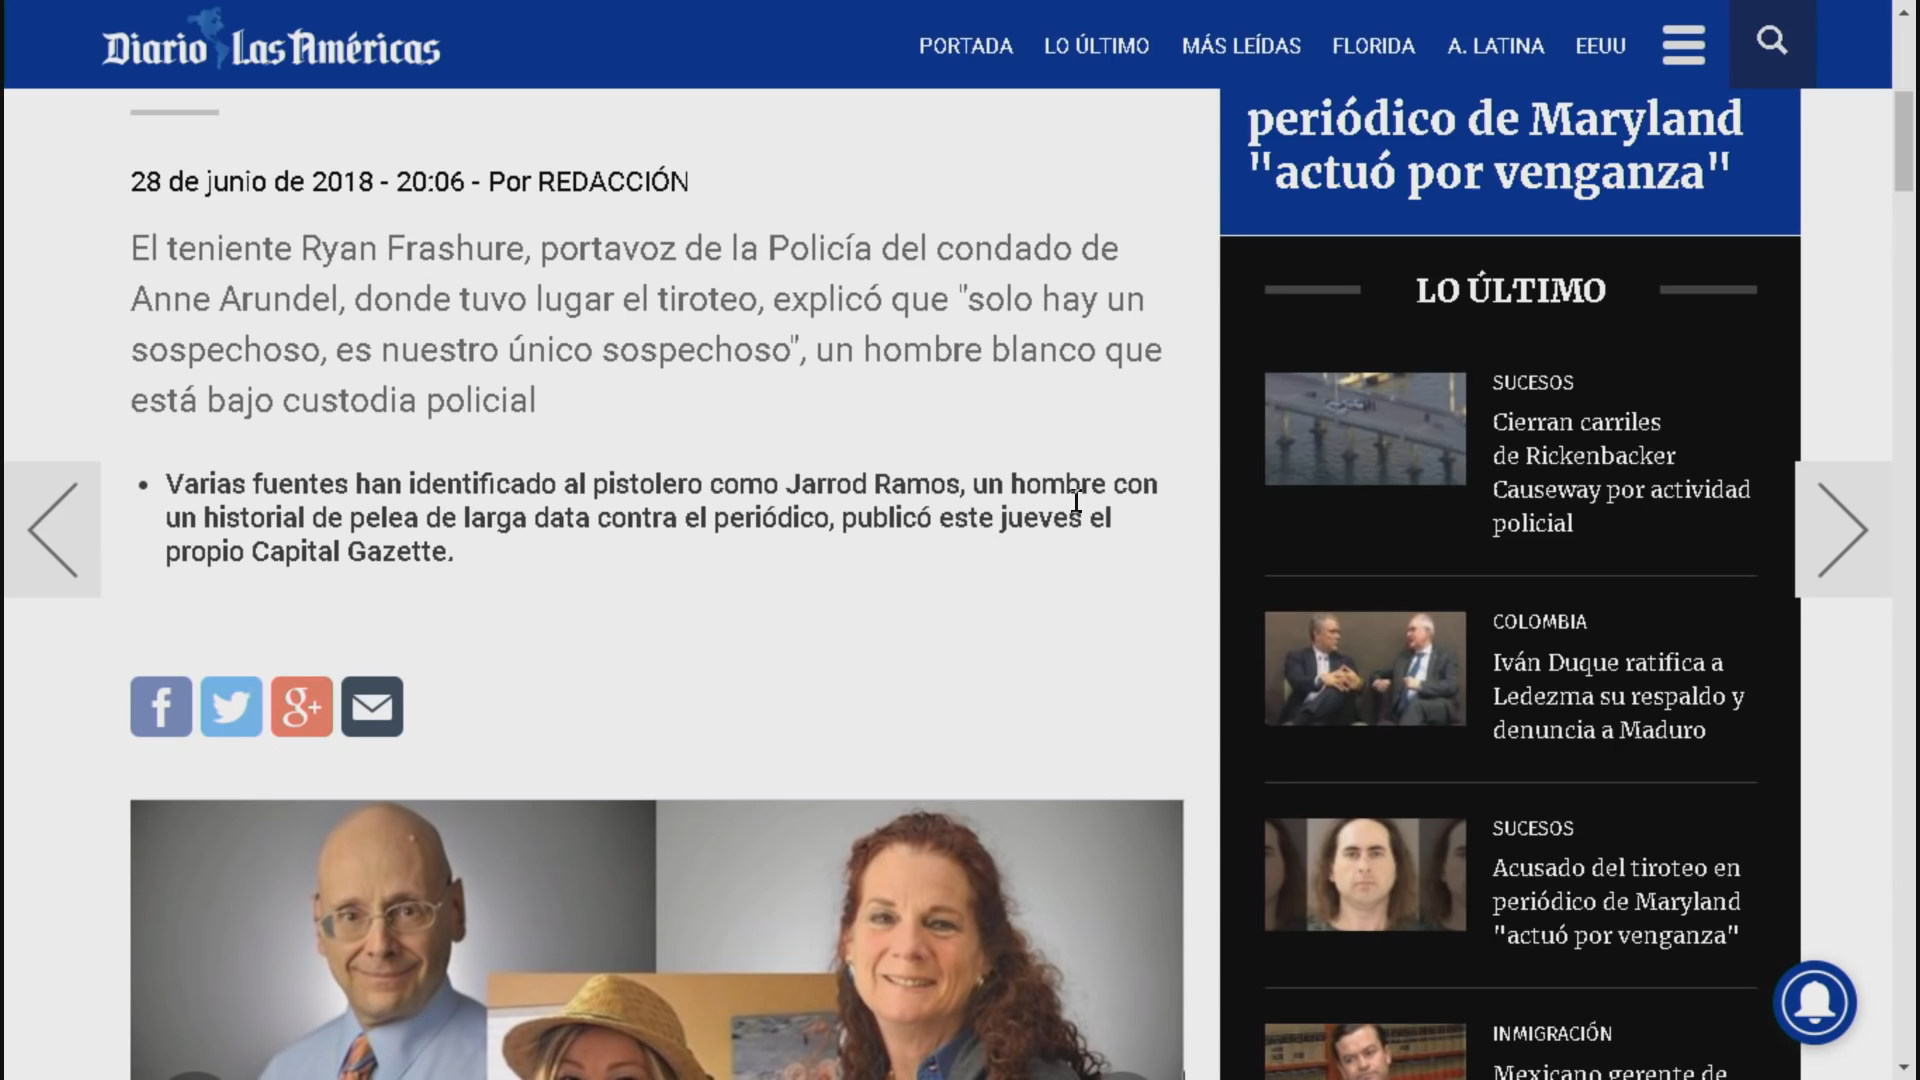 Diario Las Américas
PORTADA
LO ÚLTIMO
MÁS LEÍDAS
FLORIDA
A. LATINA
EEUU
28 de junio de 2018 - 20:06 - Por REDACCIÓN
El teniente Ryan Frashure, portavoz de la Policía del condado de
Anne Arundel, donde tuvo lugar el tiroteo, explicó que "solo hay un
sospechoso, es nuestro único sospechoso", un hombre blanco que
está bajo custodia policial
• Varias fuentes han identificado al pistolero como Jarrod Ramos, un hombre con
un historial de pelea de larga data contra el periódico, publicó este jueves el
propio Capital Gazette.
f
g+
periódico de Maryland
"actuó por venganza"
LO ÚLTIMO
SUCESOS
Cierran carriles
de Rickenbacker
Causeway por actividad
policial
COLOMBIA
Iván Duque ratifica a
Ledezma su respaldo y
denuncia a Maduro
SUCESOS
Acusado del tiroteo en
periódico de Maryland
"actuó por venganza"
INMIGRACIÓN
Mexicano gerente de